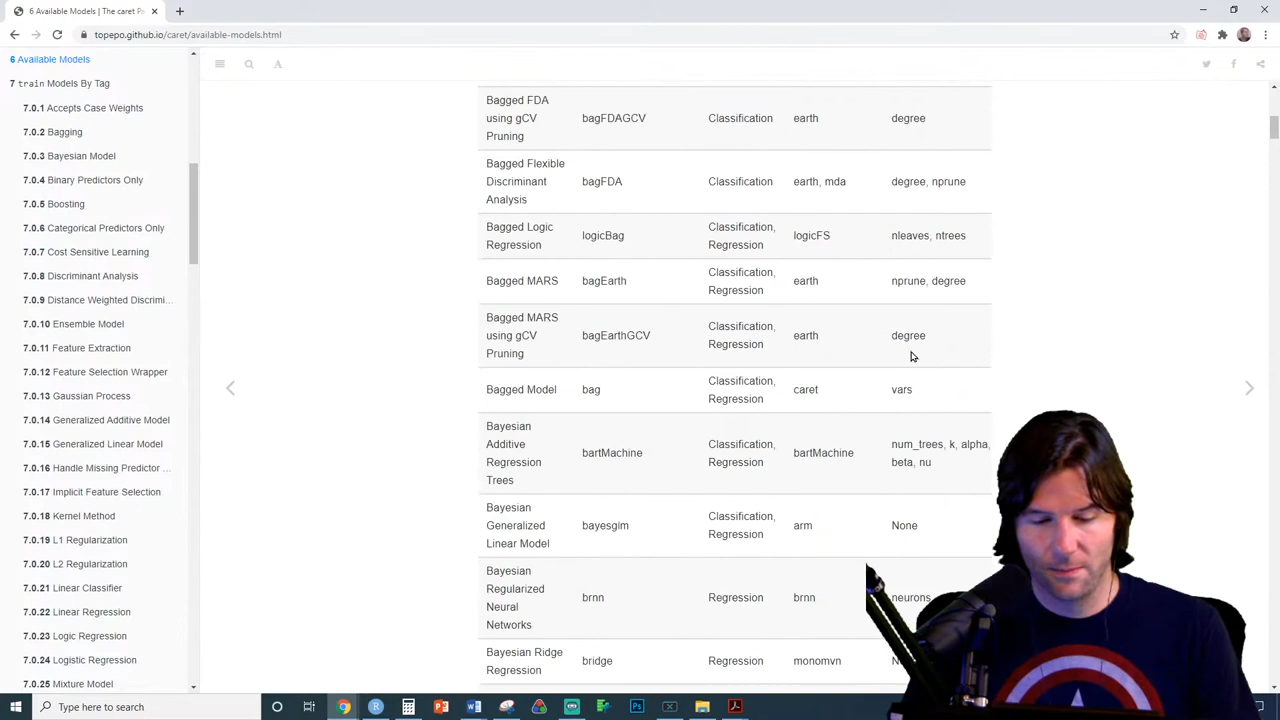 6 Available Models | The caret Pa
topepo.github.io/caret/available-models.html
6 Available Models
7 train Models By Tag
7.0.1 Accepts Case Weights
7.0.2 Bagging
7.0.3 Bayesian Model
7.0.4 Binary Predictors Only
7.0.5 Boosting
7.0.6 Categorical Predictors Only
7.0.7 Cost Sensitive Learning
7.0.8 Discriminant Analysis
7.0.9 Distance Weighted Discrimi…
7.0.10 Ensemble Model
7.0.11 Feature Extraction
7.0.12 Feature Selection Wrapper
7.0.13 Gaussian Process
7.0.14 Generalized Additive Model
7.0.15 Generalized Linear Model
7.0.16 Handle Missing Predictor …
7.0.17 Implicit Feature Selection
7.0.18 Kernel Method
7.0.19 L1 Regularization
7.0.20 L2 Regularization
7.0.21 Linear Classifier
7.0.22 Linear Regression
7.0.23 Logic Regression
7.0.24 Logistic Regression
7.0.25 Mixture Model
A
Bagged FDA
using gCV bagFDAGCV Classification earth degree
Pruning
Bagged Flexible
Discriminant bagFDA Classification earth, mda degree, nprune
Analysis
Bagged Logic Classification,
logicBag logicFS nleaves, ntrees
Regression Regression
Classification,
Bagged MARS bagEarth earth nprune, degree
Regression
Bagged MARS Classification,
using gCV bagEarthGCV earth degree
Pruning Regression
Classification,
Bagged Model bag caret vars
Regression
Bayesian
Additive Classification, num_trees, k, alpha,
bartMachine bartMachine
Regression Regression beta, nu
Trees
Bayesian Classification,
Generalized bayesglm arm None
Linear Model Regression
Bayesian
Regularized
brnn Regression brnn neurons
Neural
Networks
Bayesian Ridge
bridge Regression monomvn
Regression
Type here to search